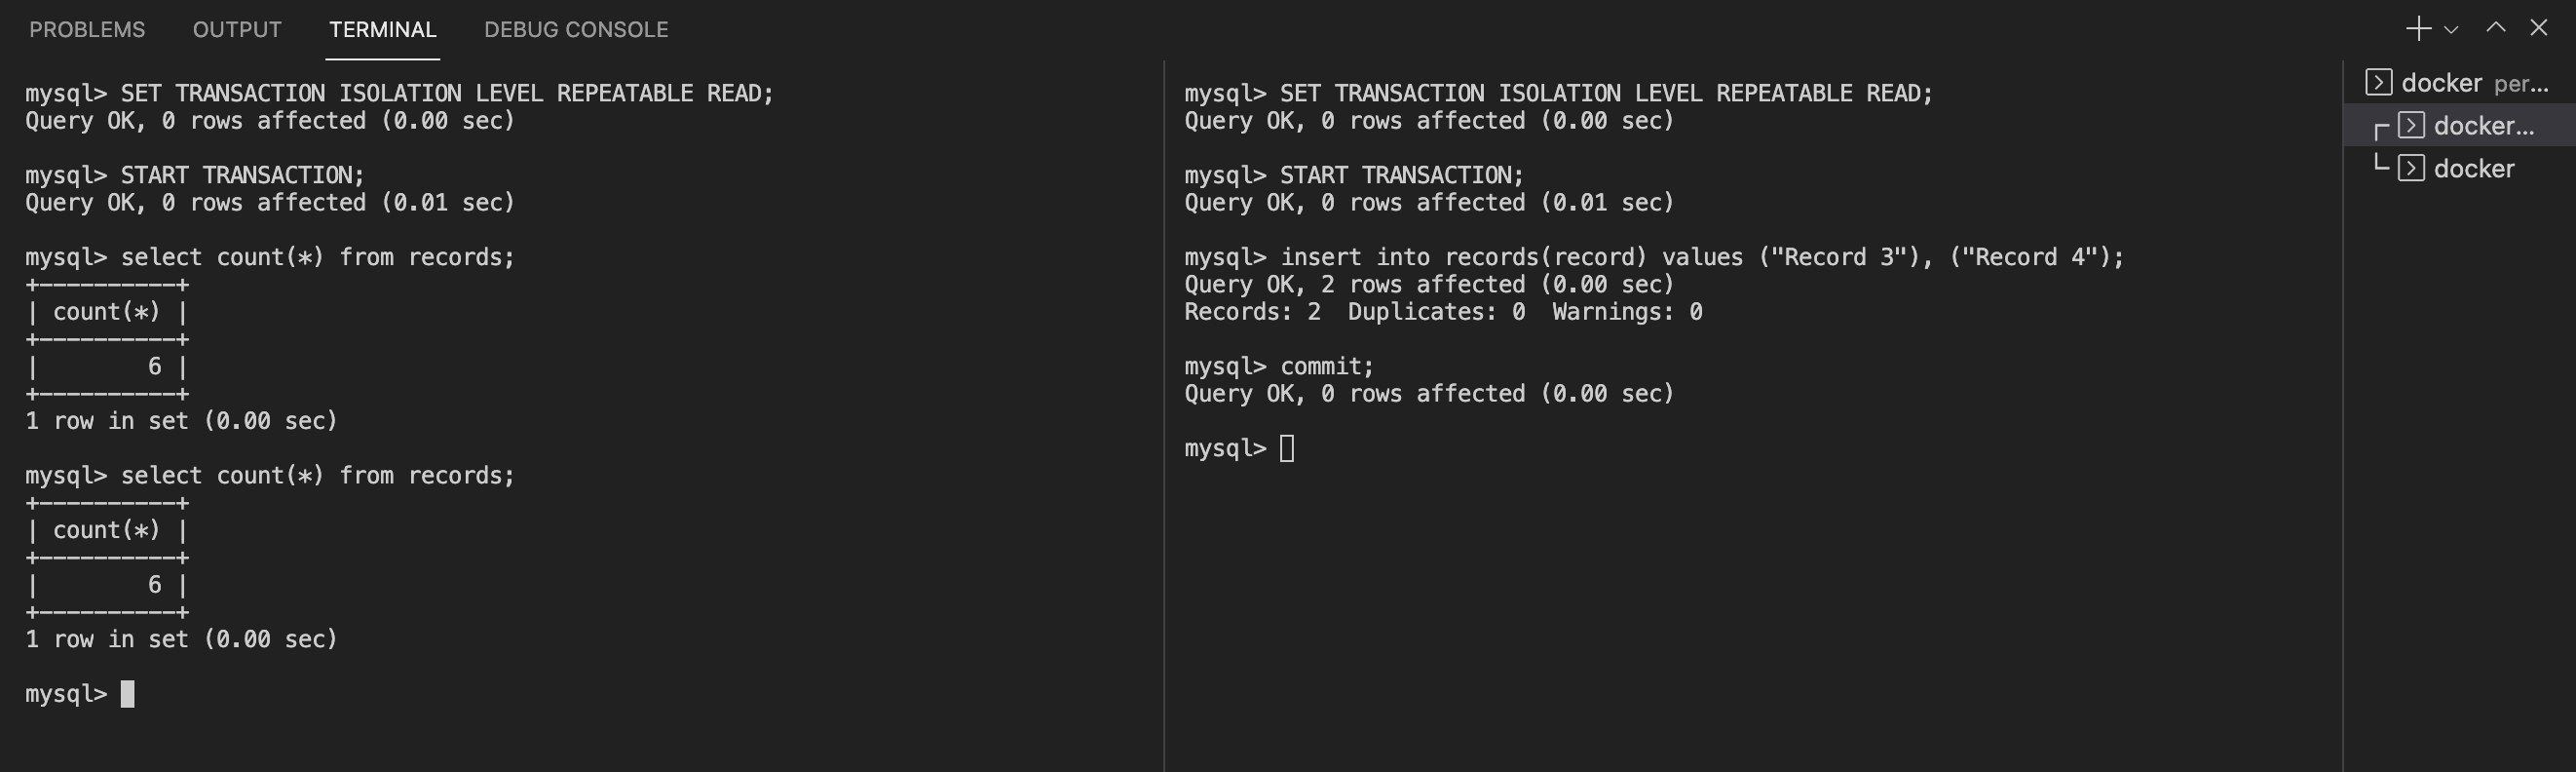 PROBLEMS OUTPUT TERMINAL DEBUG CONSOLE
mysql> SET TRANSACTION ISOLATION LEVEL REPEATABLE READ;
Query OK, 0 rows affected (0.00 sec)
mysql> START TRANSACTION;
Query OK, 0 rows affected (0.01 sec)
mysql> select count(*) from records;
+----------+
| count(*) |
+----------+
|        6 |
+----------+
1 row in set (0.00 sec)
mysql> select count(*) from records;
+----------+
| count(*) |
+----------+
|        6 |
+----------+
1 row in set (0.00 sec)
mysql>
mysql> SET TRANSACTION ISOLATION LEVEL REPEATABLE READ;
Query OK, 0 rows affected (0.00 sec)
mysql> START TRANSACTION;
Query OK, 0 rows affected (0.01 sec)
mysql> insert into records(record) values ("Record 3"), ("Record 4");
Query OK, 2 rows affected (0.00 sec)
Records: 2  Duplicates: 0  Warnings: 0
mysql> commit;
Query OK, 0 rows affected (0.00 sec)
mysql>
docker per...
docker...
docker